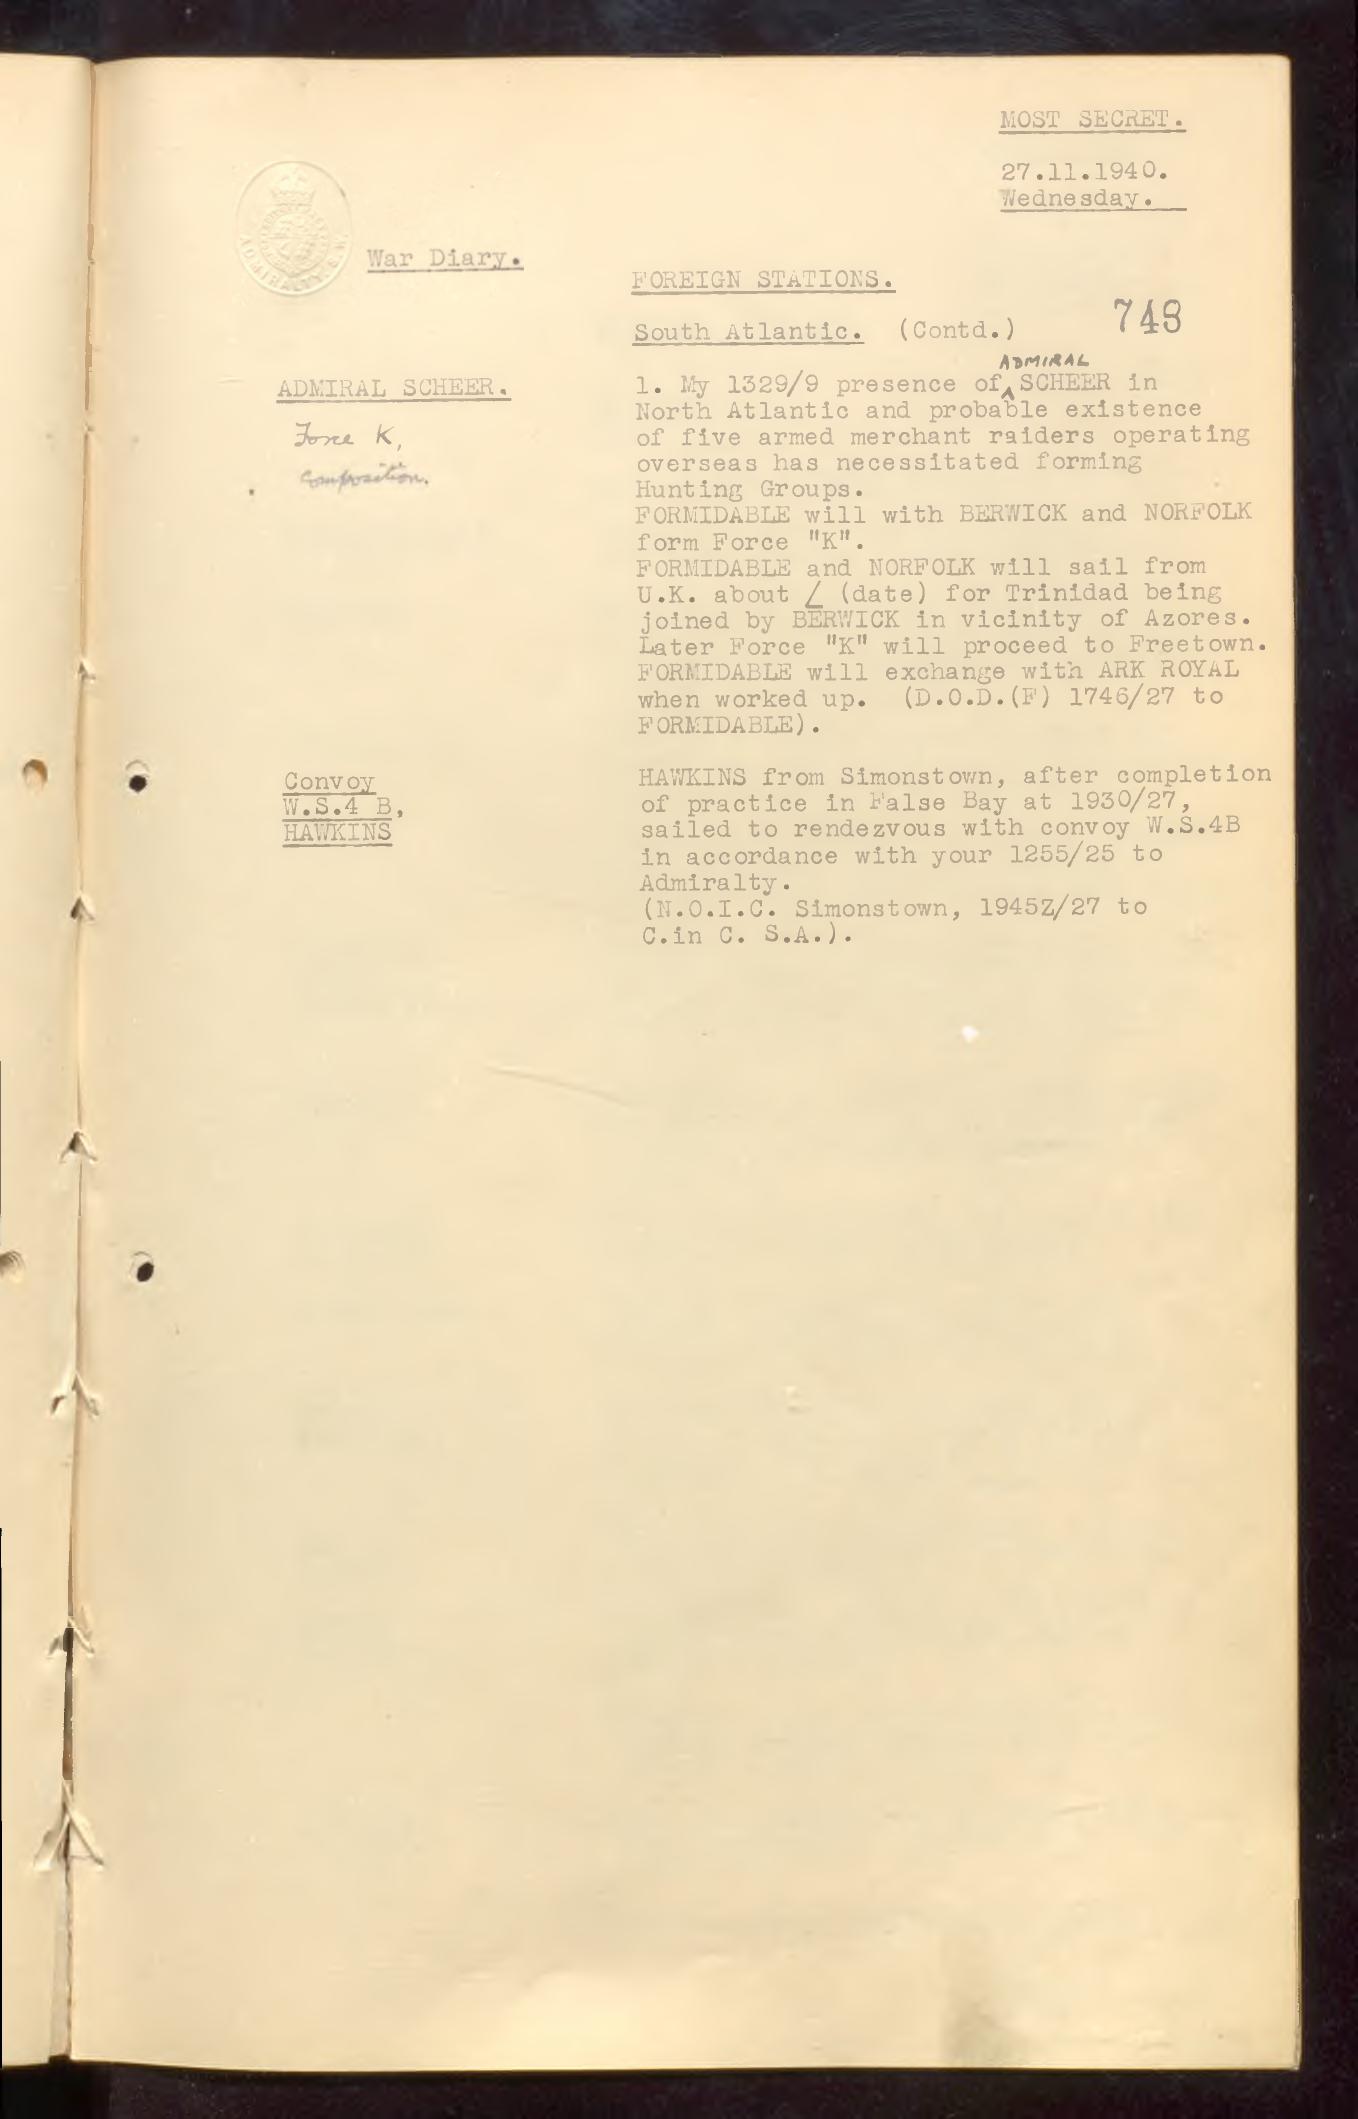 MOST SECRET.
27.11.1940.
Wednesday.
ADMIRALTY. S.W.
War Diary.
FOREIGN STATIONS.
748
South Atlantic. (Contd.)
ADMIRAL SCHEER.
Force K,
Composition.
ADMIRAL
1. My 1329/9 presence of ^ SCHEER in
North Atlantic and probable existence
of five armed merchant raiders operating
overseas has necessitated forming
Hunting Groups.
FORMIDABLE will with BERWICK and NORFOLK
form Force "K".
FORMIDABLE and NORFOLK will sail from
U.K. about / (date) for Trinidad being
joined by BERWICK in vicinity of Azores.
Later Force "K" will proceed to Freetown.
FORMIDABLE will exchange with ARK ROYAL
when worked up. (D.O.D.(F) 1746/27 to
FORMIDABLE).
Convoy
W.S.4 B,
HAWKINS
HAWKINS from Simonstown, after completion
of practice in False Bay at 1930/27,
sailed to rendezvous with convoy W.S.4B
in accordance with your 1255/25 to
Admiralty.
(N.O.I.C. Simonstown, 1945Z/27 to
C.in C. S.A.).